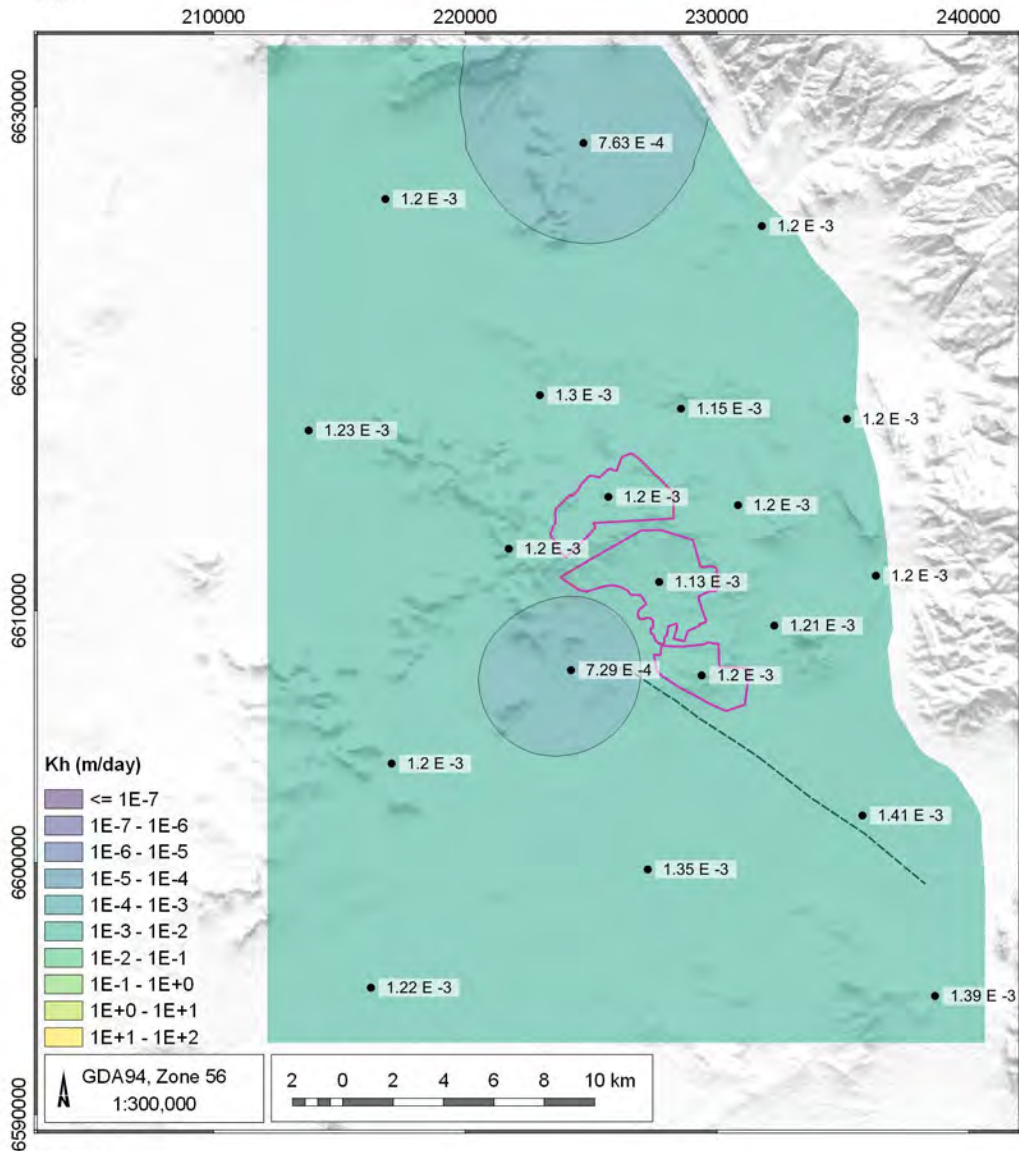 210000
220000
230000
240000
6630000
7.63 E -4
1.2 E -3
1.2 E -3
6620000
1.3 E -3
1.15 E -3
1.2 E -3
1.23 E -3
1.2 E -3
1.2 E -3
1.2 E -3
1.2 E -3
1.13 E -3
6610000
1.21 E -3
7.29 E -4
1.2 E -3
1.2 E -3
1.41 E -3
6600000
1.35 E -3
1.22 E -3
1.39 E -3
6590000
Kh (m/day)
<= 1E-7
1E-7 - 1E-6
1E-6 - 1E-5
1E-5 - 1E-4
1E-4 - 1E-3
1E-3 - 1E-2
1E-2 - 1E-1
1E-1 - 1E+0
1E+0 - 1E+1
1E+1 - 1E+2
N
GDA94, Zone 56
1:300,000
2 0 2 4 6 8 10 km